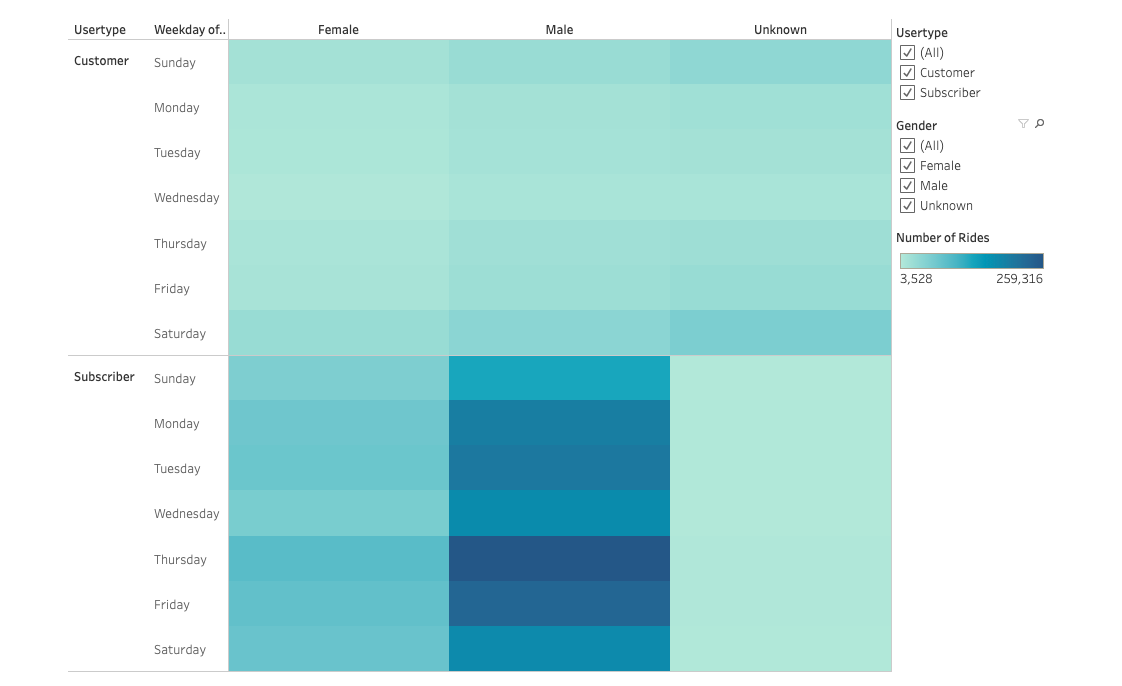 Usertype Weekday of.. Female Male Unknown
Customer Sunday
Monday
Tuesday
Wednesday
Thursday
Friday
Saturday
Subscriber Sunday
Monday
Tuesday
Wednesday
Thursday
Friday
Saturday
Usertype
(All)
Customer
Subscriber
Gender
(All)
Female
Male
Unknown
Number of Rides
3,528 259,316